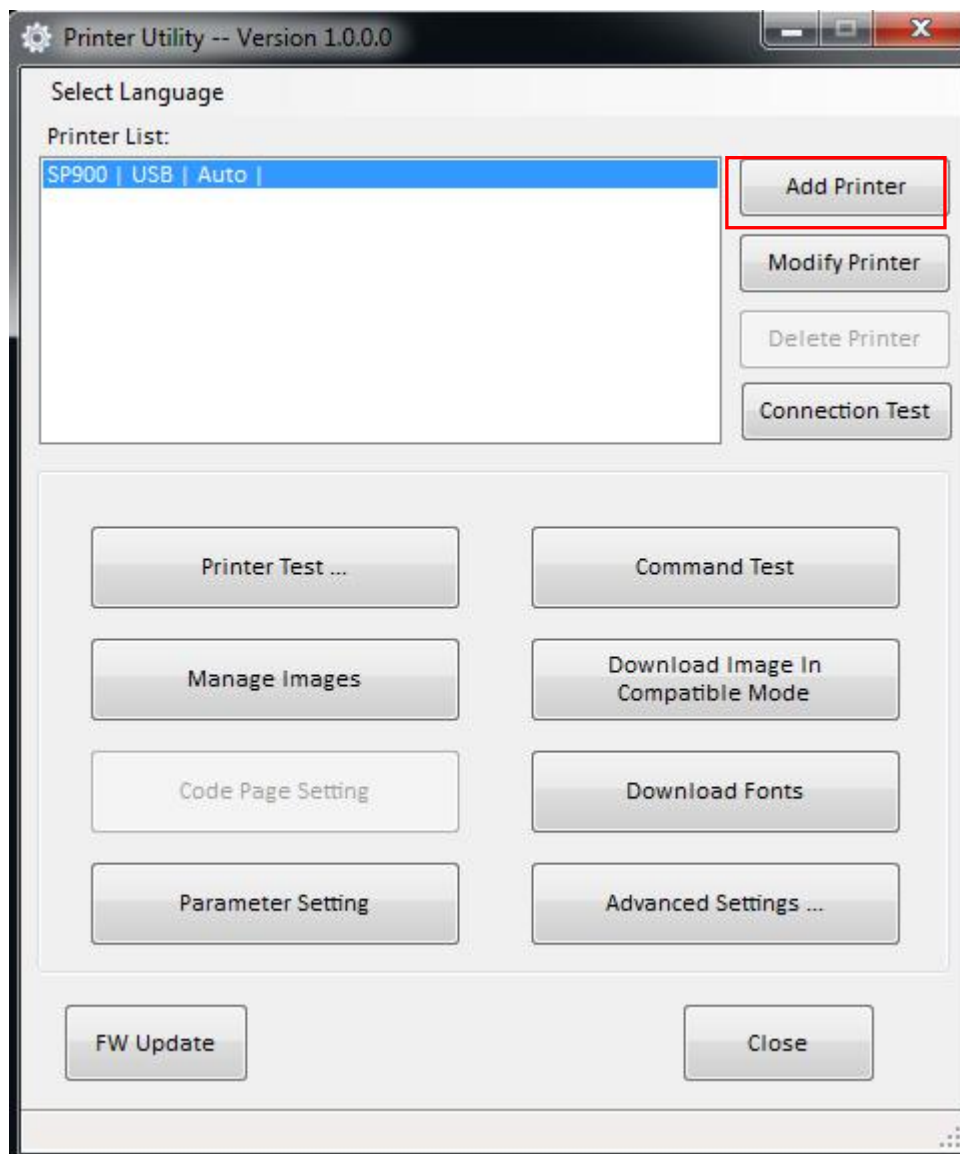 Printer Utility -- Version 1.0.0.0
Select Language
Printer List:
SP900 | USB | Auto |
Add Printer
Modify Printer
Delete Printer
Connection Test
Printer Test ...
Command Test
Manage Images
Download Image In
Compatible Mode
Code Page Setting
Download Fonts
Parameter Setting
Advanced Settings ...
FW Update
Close